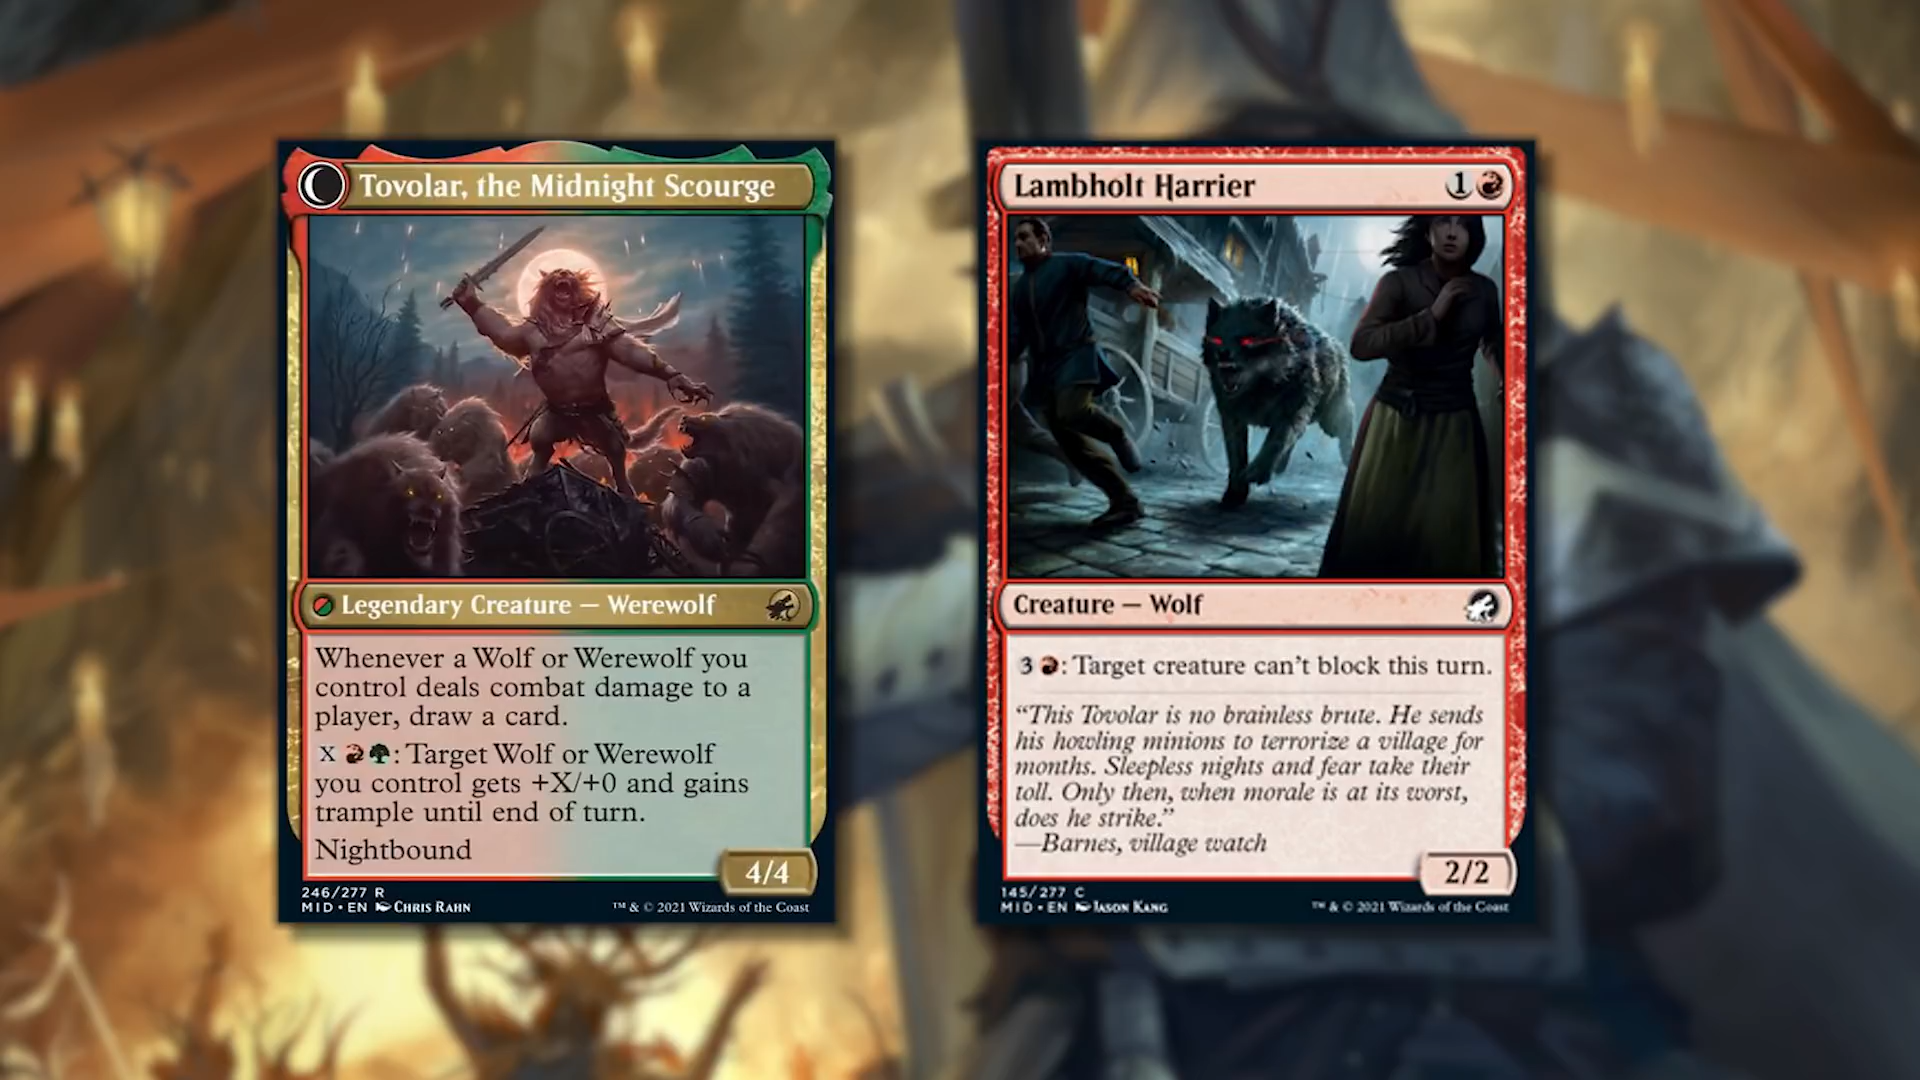 Tovolar, the Midnight Scourge
Legendary Creature — Werewolf
Whenever a Wolf or Werewolf you
control deals combat damage to a
player, draw a card.
X : Target Wolf or Werewolf
you control gets +X/+0 and gains
trample until end of turn.
Nightbound
4/4
246/277 R
MID • EN CHRIS RAHN
™ & © 2021 Wizards of the Coast
Lambholt Harrier
1
Creature — Wolf
3 : Target creature can't block this turn.
“This Tovolar is no brainless brute. He sends
his howling minions to terrorize a village for
months. Sleepless nights and fear take their
toll. Only then, when morale is at its worst,
does he strike.”
—Barnes, village watch
2/2
145/277 C
MID • EN JASON KANG
™ & © 2021 Wizards of the Coast